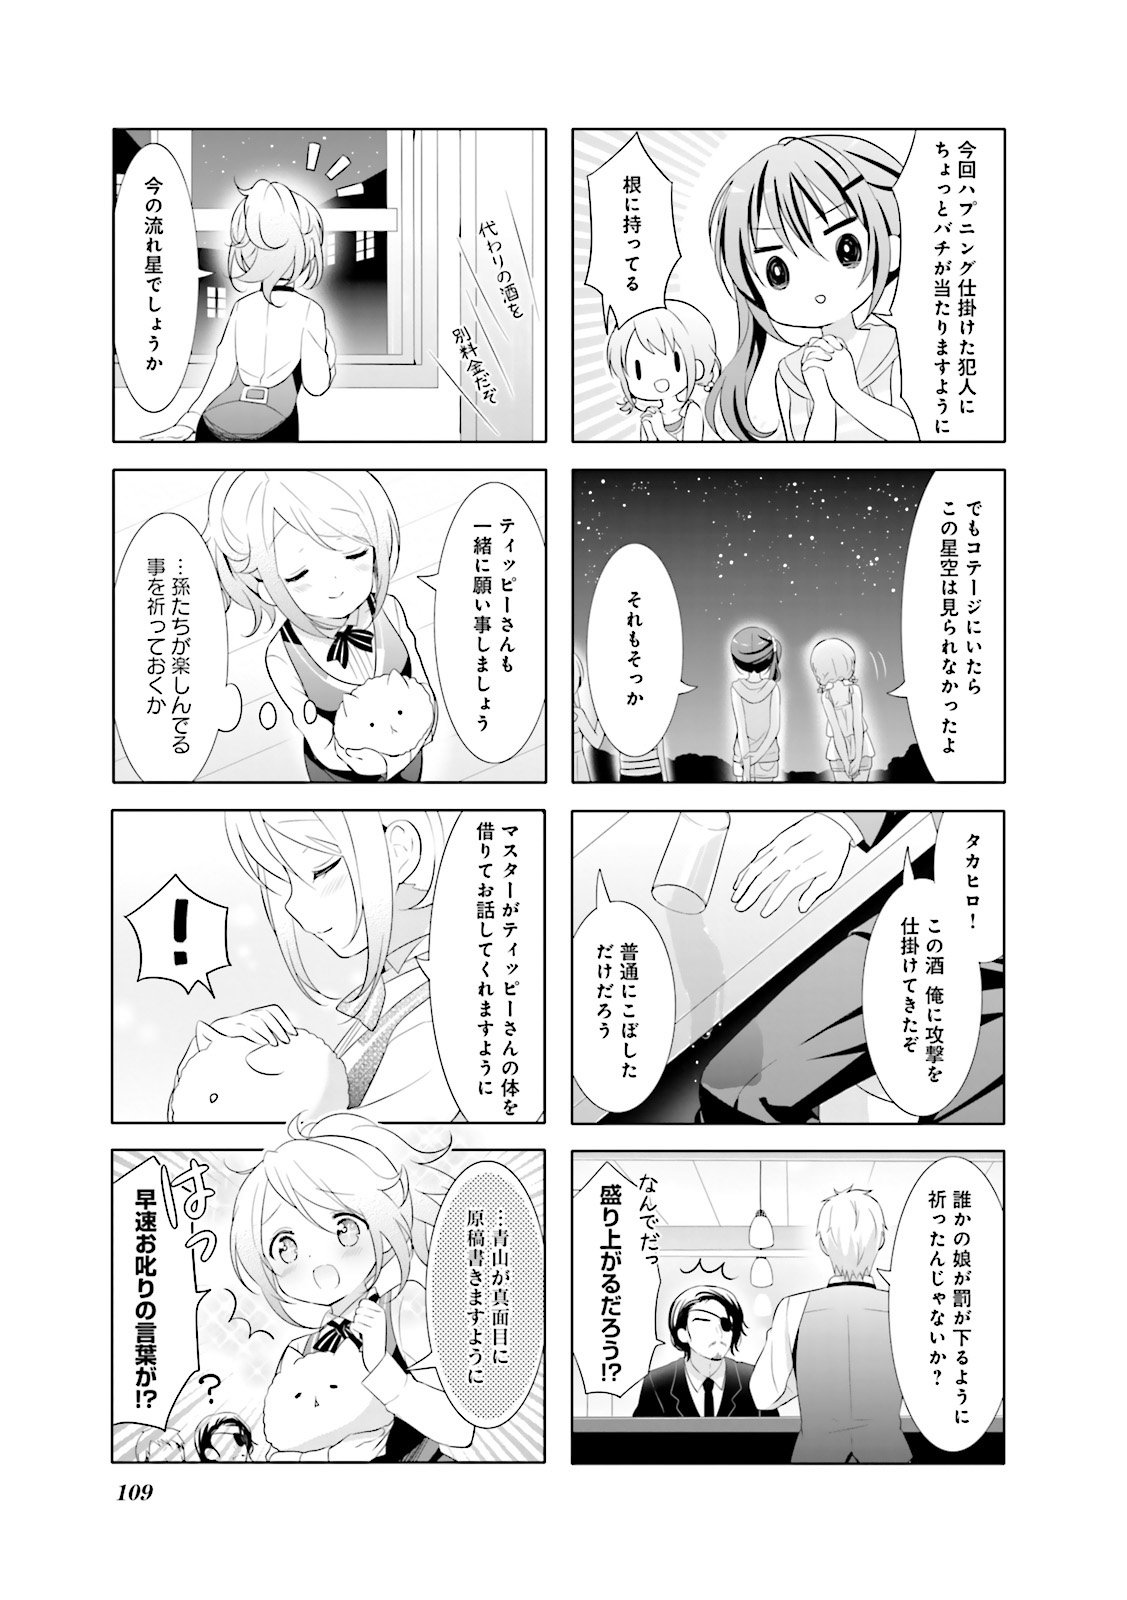 今回ハプニング仕掛けた犯人に
ちょっとバチが当たりますように
根に持ってる
でもコテージにいたら
この星空は見られなかったよ
それもそっか
タカヒロ!
この酒 俺に攻撃を
仕掛けてきたぞ
普通にこぼした
だけだろう
誰かの娘が罰が下るように
祈ったんじゃないか?
なんでだっ
盛り上がるだろう!?
代わりの酒を
別料金だぞ
今の流れ星でしょうか
ティッピーさんも
一緒に願い事しましょう
…孫たちが楽しんでる
事を祈っておくか
マスターがティッピーさんの体を
借りてお話してくれますように
!
…青山が真面目に
原稿書きますように
はっ
早速お叱りの言葉が!?
?
109